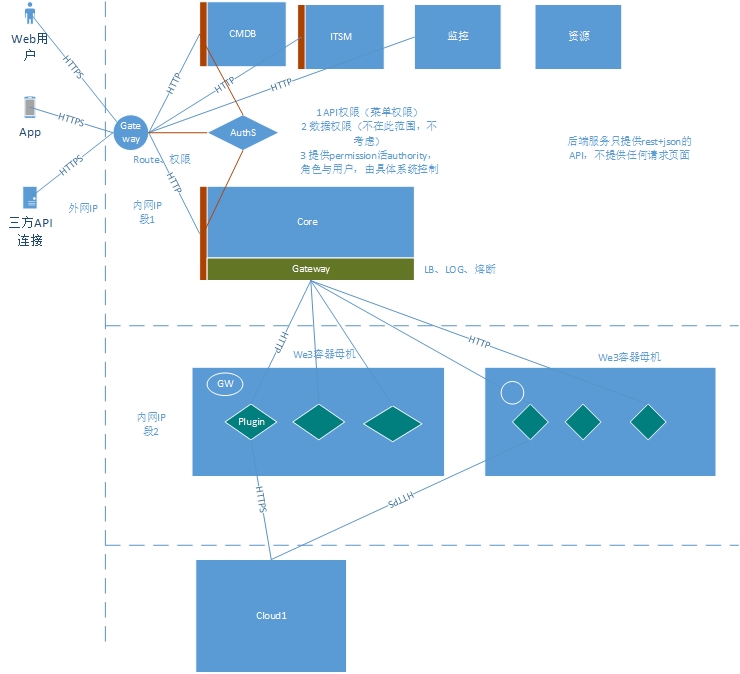 CMDB
ITSM
监控
资源
Web用
户
HTTPS
HTTP
HTTP
HTTP
App
HTTPS
Gate
way
AuthS
1API权限（菜单权限）
2 数据权限（不在此范围，不
考虑）
3 提供permission活authority，
角色与用户，由具体系统控制
后端服务只提供rest+json的
API，不提供任何请求页面
Route、权限
HTTPS
HTTP
三方API
连接
外网IP
内网IP
段1
Core
Gateway
LB、LOG、熔断
HTTP
HTTP
We3容器母机
We3容器母机
GW
内网IP
段2
Plugin
HTTPS
HTTPS
Cloud1